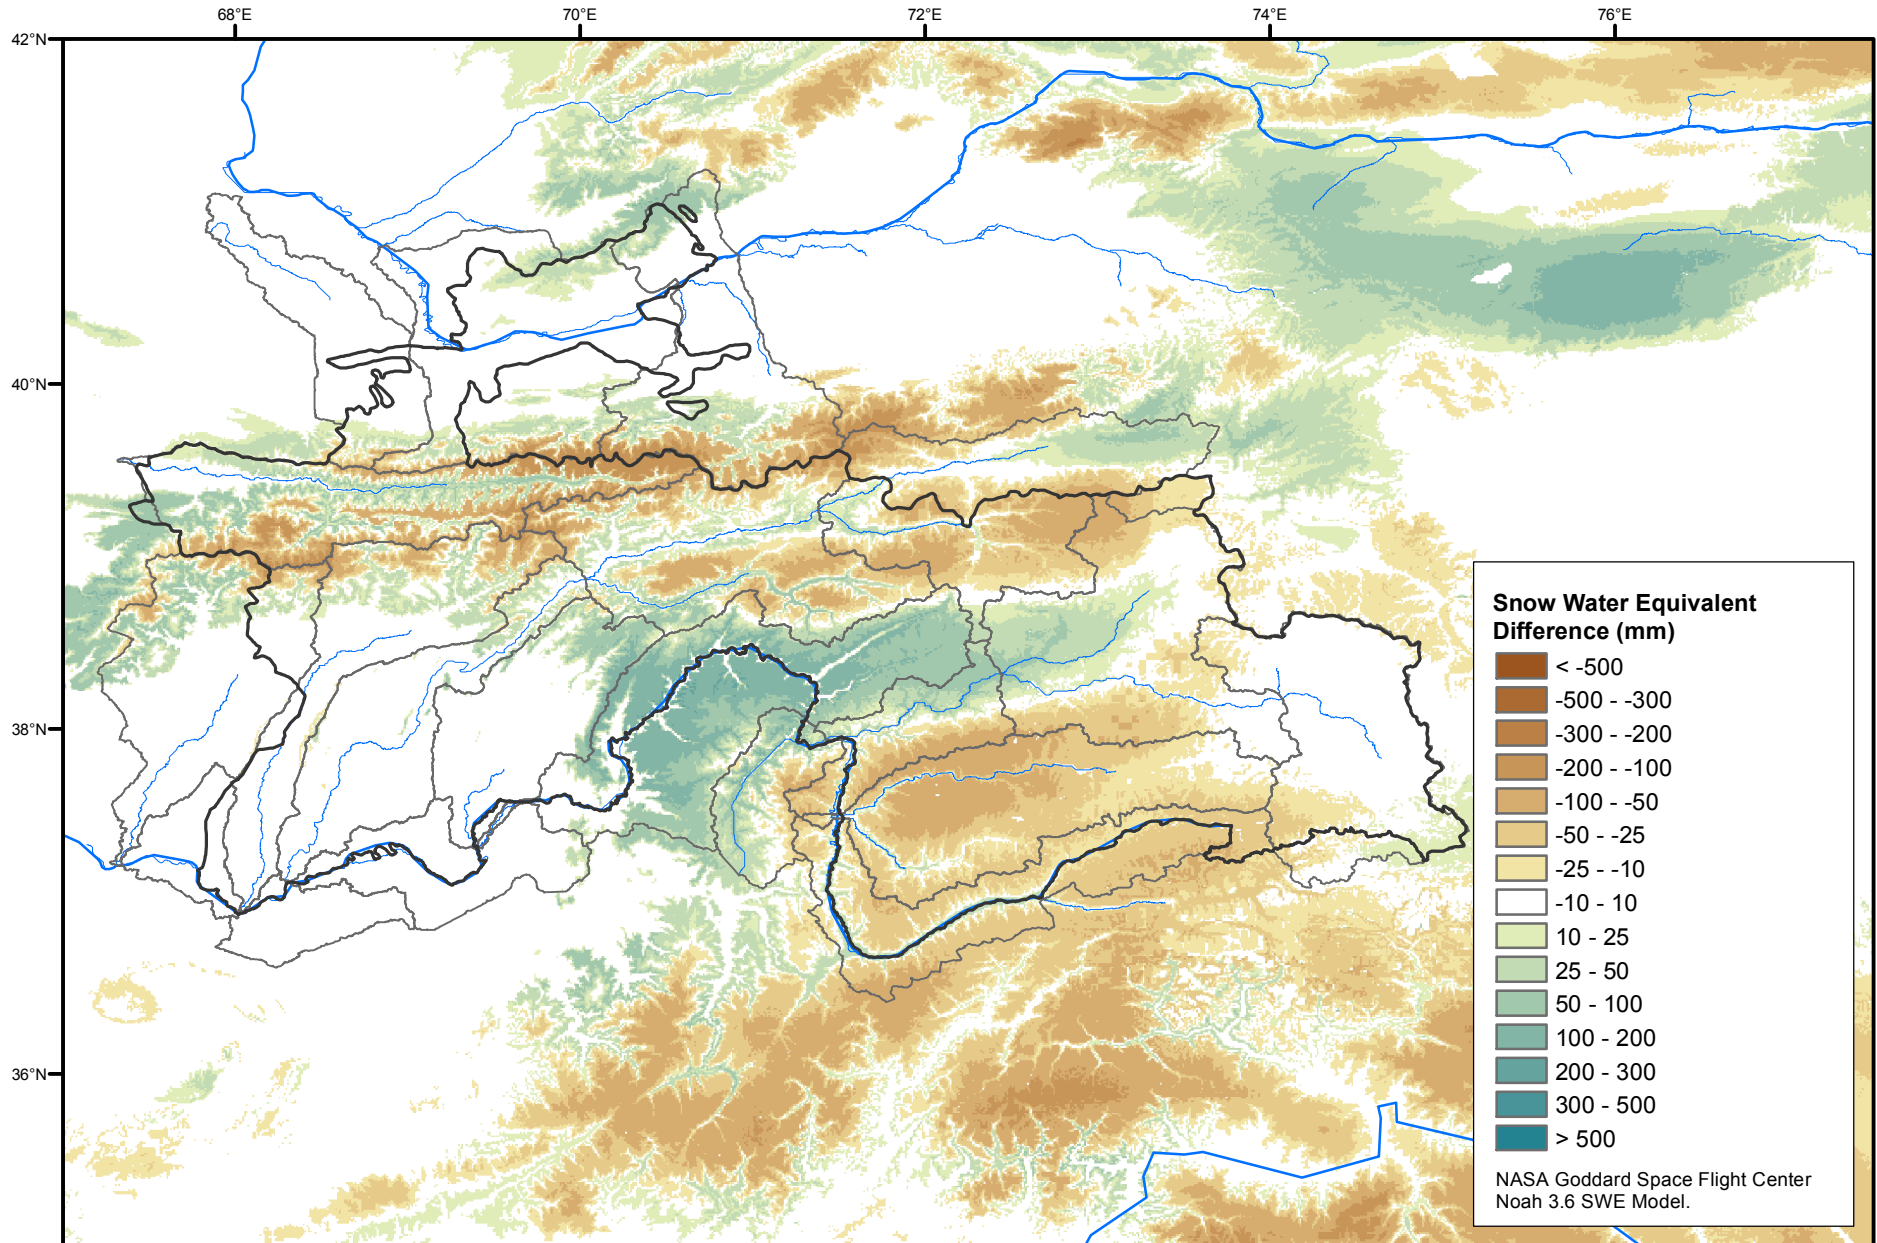 68°E 70°E 72°E 74°E 76°E
42°N
40°N
38°N
36°N
Snow Water Equivalent
Difference (mm)
< -500
-500 - -300
-300 - -200
-200 - -100
-100 - -50
-50 - -25
-25 - -10
-10 - 10
10 - 25
25 - 50
50 - 100
100 - 200
200 - 300
300 - 500
> 500
NASA Goddard Space Flight Center
Noah 3.6 SWE Model.